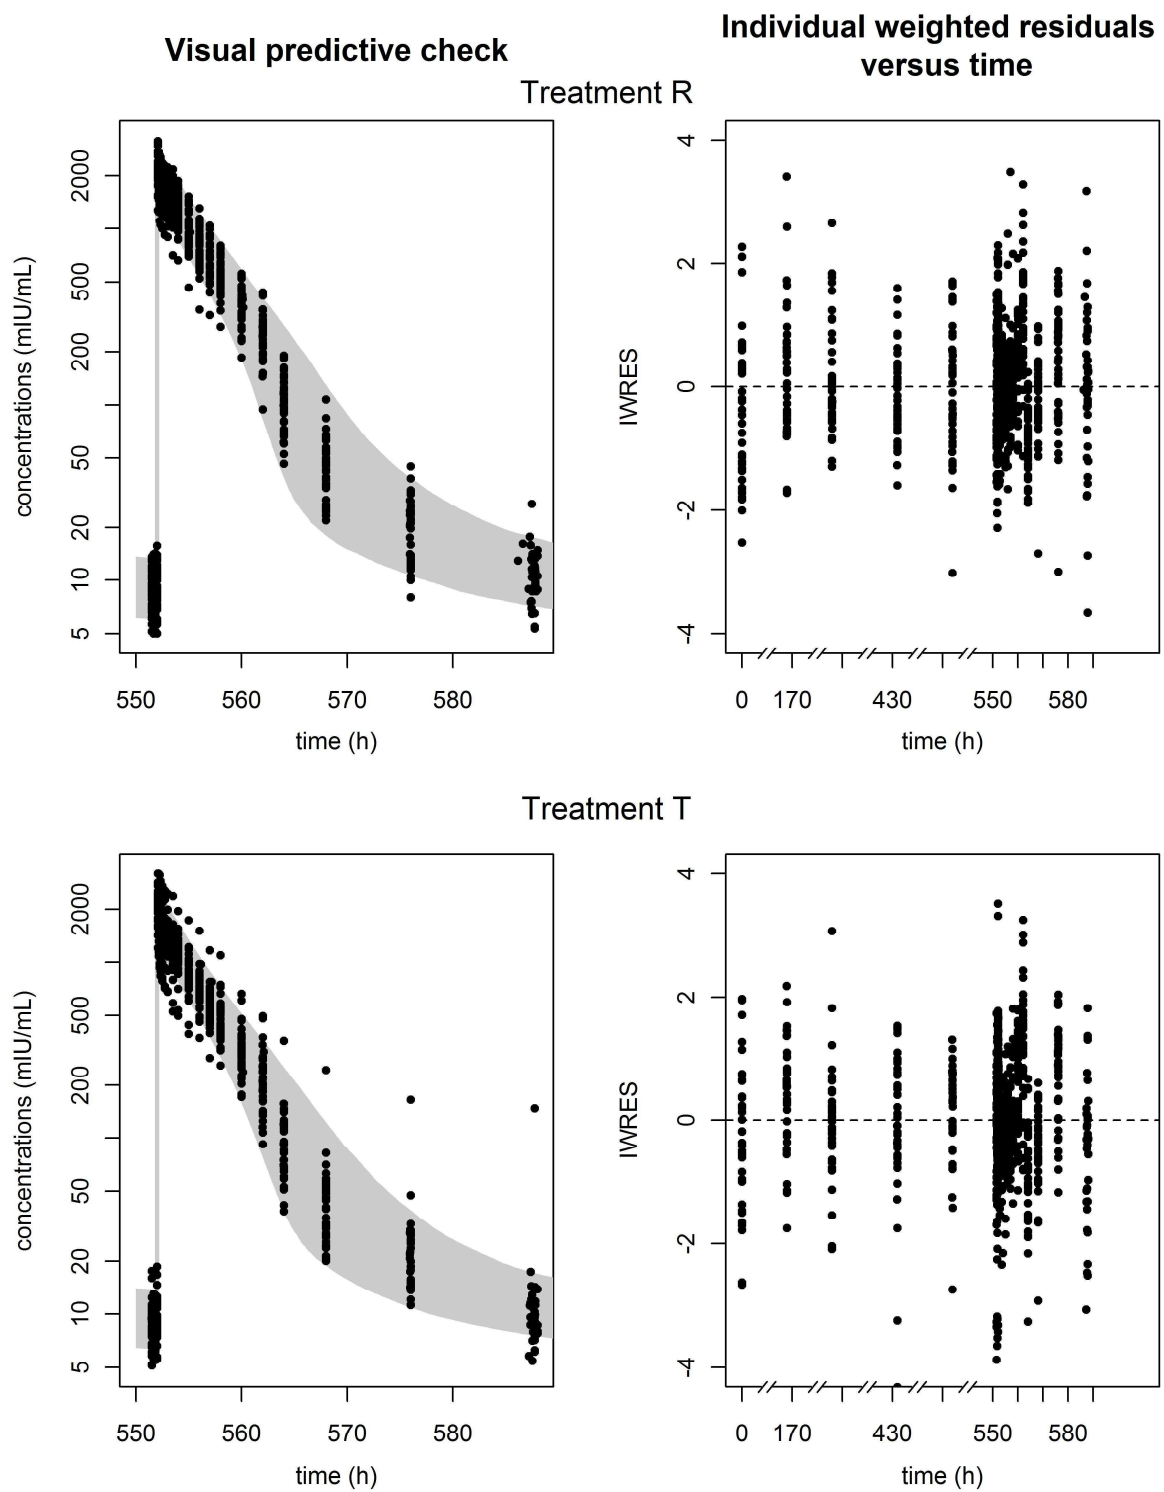 Visual predictive check
Individual weighted residuals
versus time
Treatment R
concentrations (mIU/mL)
2000
500
200
50
20
10
5
550 560 570 580
time (h)
IWRES
4
2
0
-2
-4
0 170 430 550 580
time (h)
Treatment T
concentrations (mIU/mL)
2000
500
200
50
20
10
5
550 560 570 580
time (h)
IWRES
4
2
0
-2
-4
0 170 430 550 580
time (h)